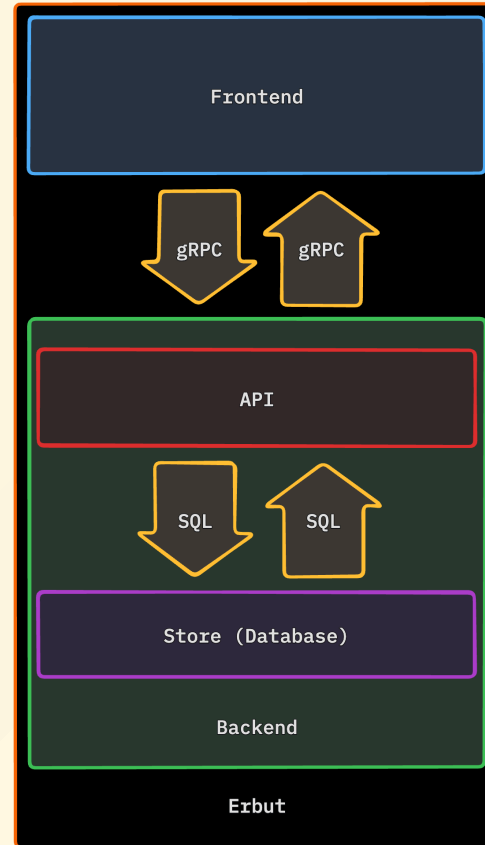 Frontend
gRPC
gRPC
API
SQL
SQL
Store (Database)
Backend
Erbut